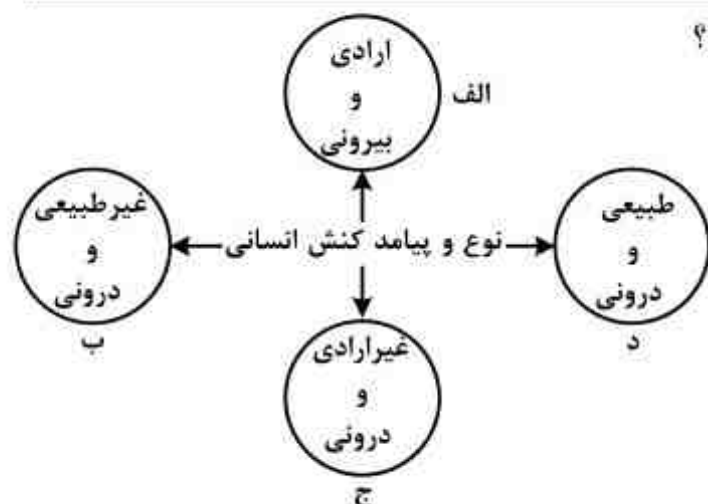 ؟
ارادی
و
بیرونی
الف
غیرطبیعی
و
درونی
ب
نوع و پیامد کنش انسانی
طبیعی
و
درونی
د
غیرارادی
و
درونی
ج